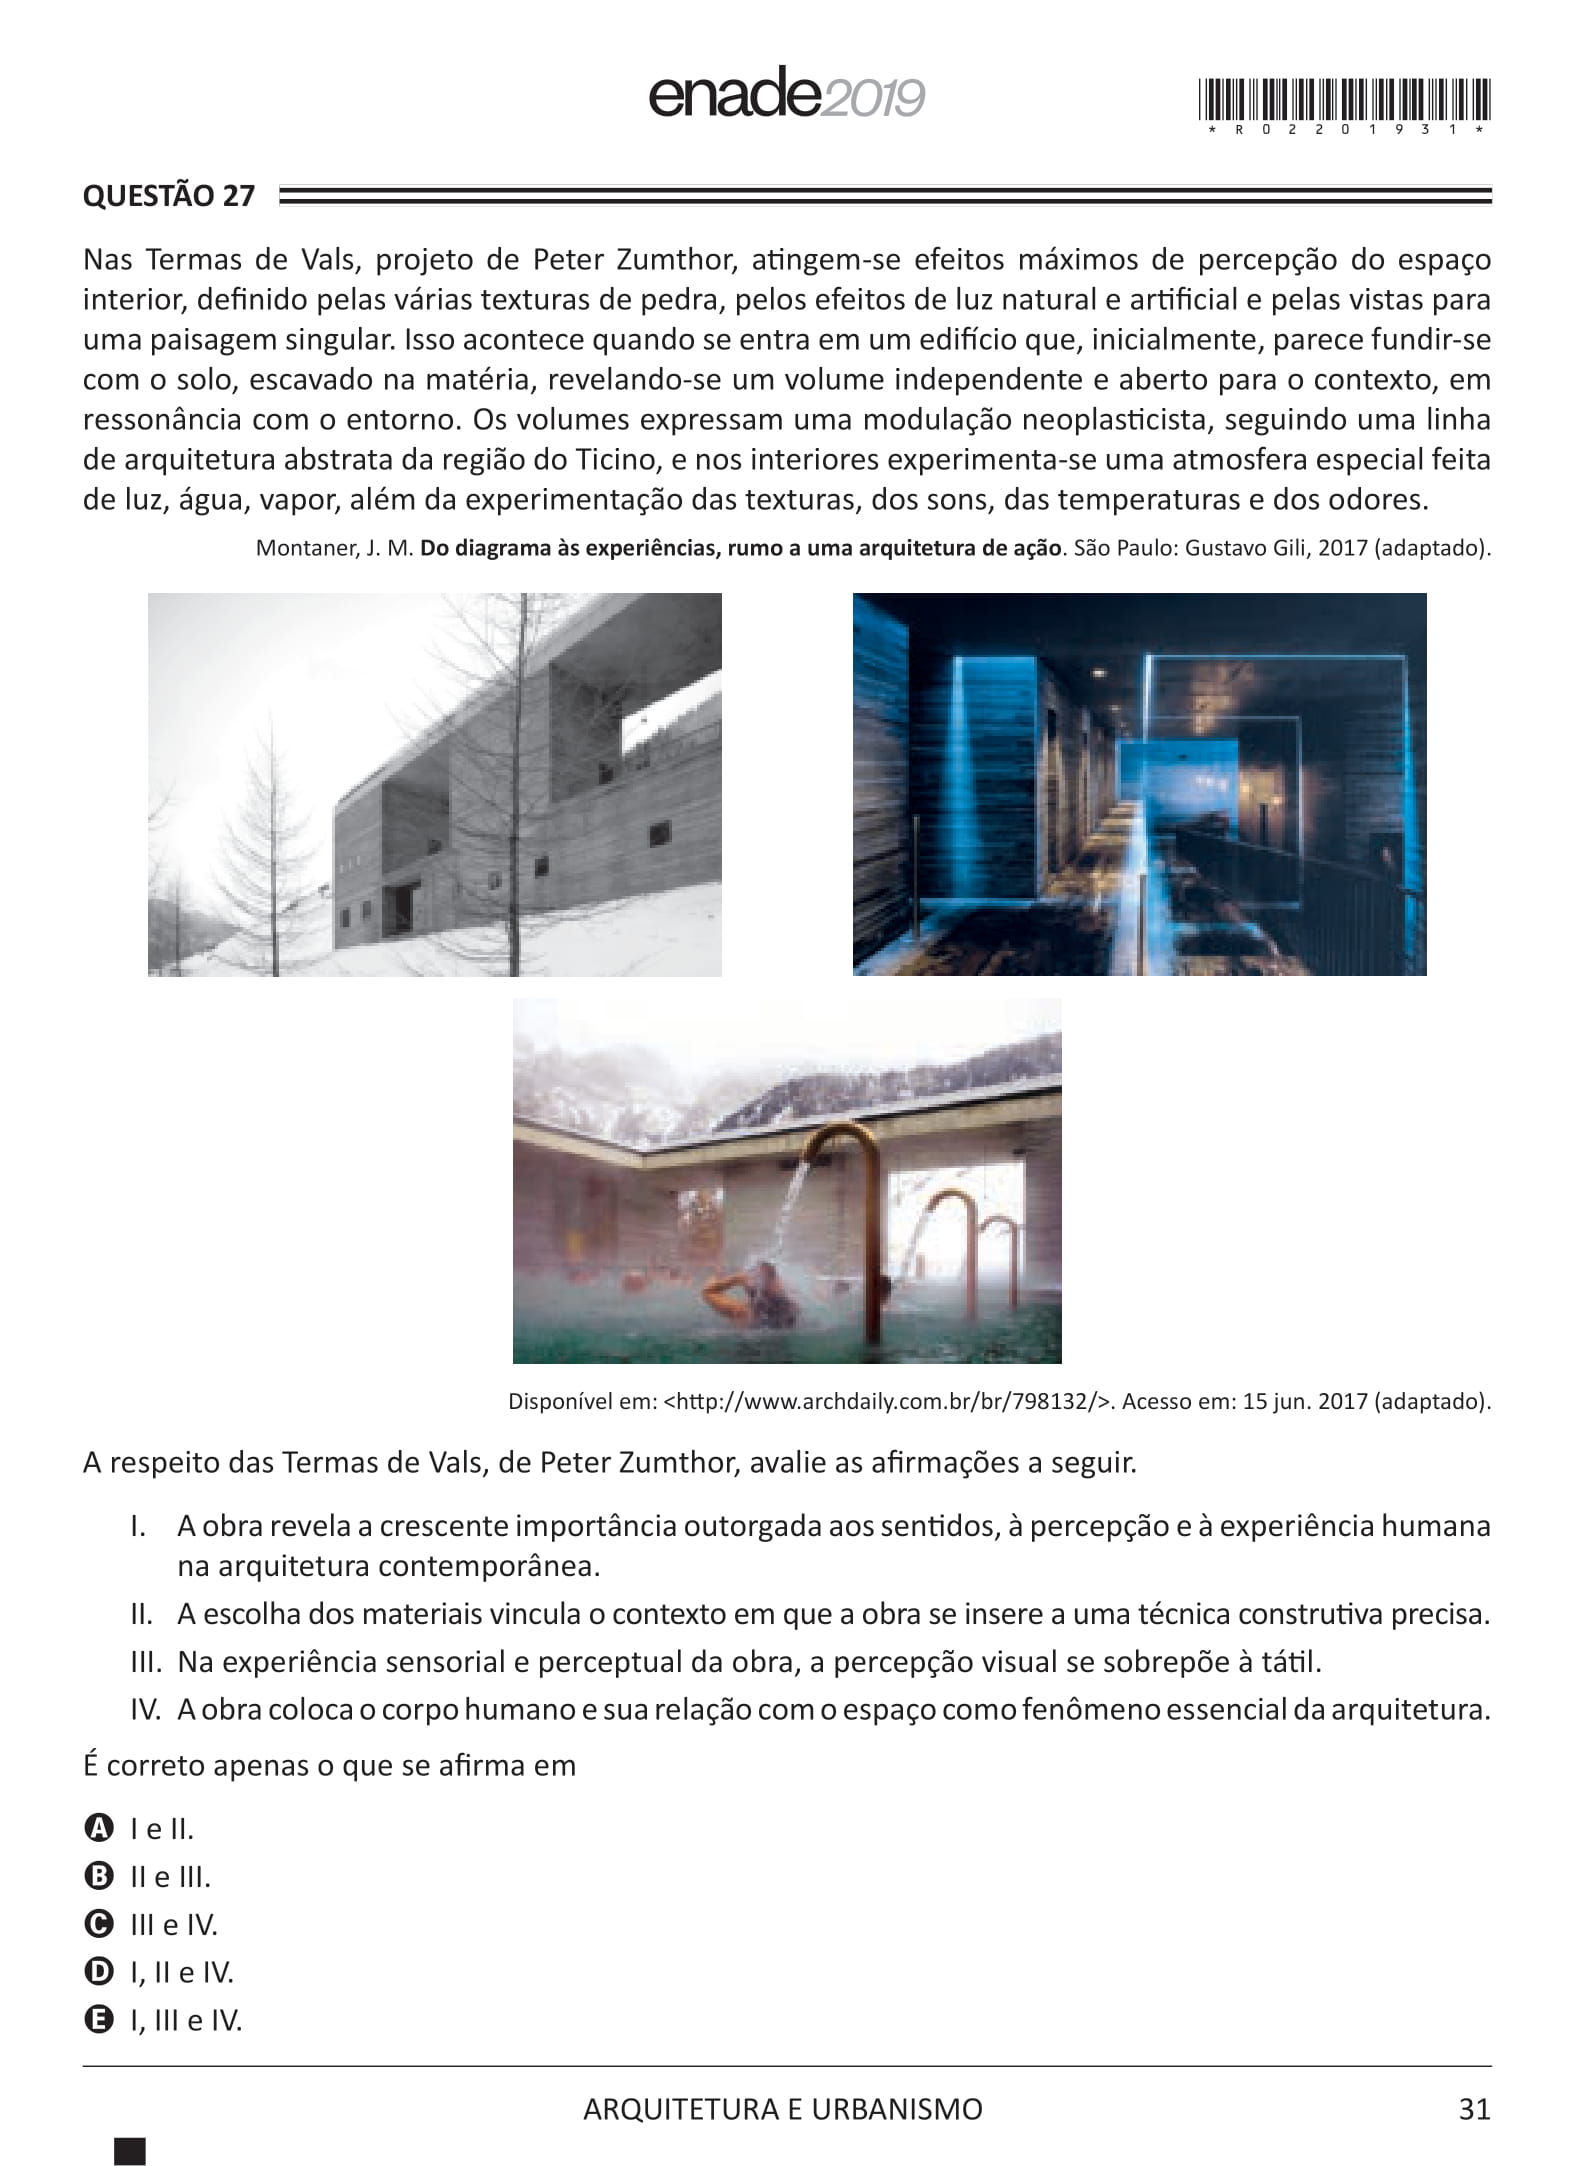 enade2019
*R02201931*
QUESTÃO 27
Nas Termas de Vals, projeto de Peter Zumthor, atingem-se efeitos máximos de percepção do espaço
interior, definido pelas várias texturas de pedra, pelos efeitos de luz natural e artificial e pelas vistas para
uma paisagem singular. Isso acontece quando se entra em um edifício que, inicialmente, parece fundir-se
com o solo, escavado na matéria, revelando-se um volume independente e aberto para o contexto, em
ressonância com o entorno. Os volumes expressam uma modulação neoplasticista, seguindo uma linha
de arquitetura abstrata da região do Ticino, e nos interiores experimenta-se uma atmosfera especial feita
de luz, água, vapor, além da experimentação das texturas, dos sons, das temperaturas e dos odores.
Montaner, J. M. Do diagrama às experiências, rumo a uma arquitetura de ação. São Paulo: Gustavo Gili, 2017 (adaptado).
Disponível em: <http://www.archdaily.com.br/br/798132/>. Acesso em: 15 jun. 2017 (adaptado).
A respeito das Termas de Vals, de Peter Zumthor, avalie as afirmações a seguir.
I. A obra revela a crescente importância outorgada aos sentidos, à percepção e à experiência humana
na arquitetura contemporânea.
II. A escolha dos materiais vincula o contexto em que a obra se insere a uma técnica construtiva precisa.
III. Na experiência sensorial e perceptual da obra, a percepção visual se sobrepõe à tátil.
IV. A obra coloca o corpo humano e sua relação com o espaço como fenômeno essencial da arquitetura.
É correto apenas o que se afirma em
A I e II.
B II e III.
C III e IV.
D I, II e IV.
E I, III e IV.
ARQUITETURA E URBANISMO
31